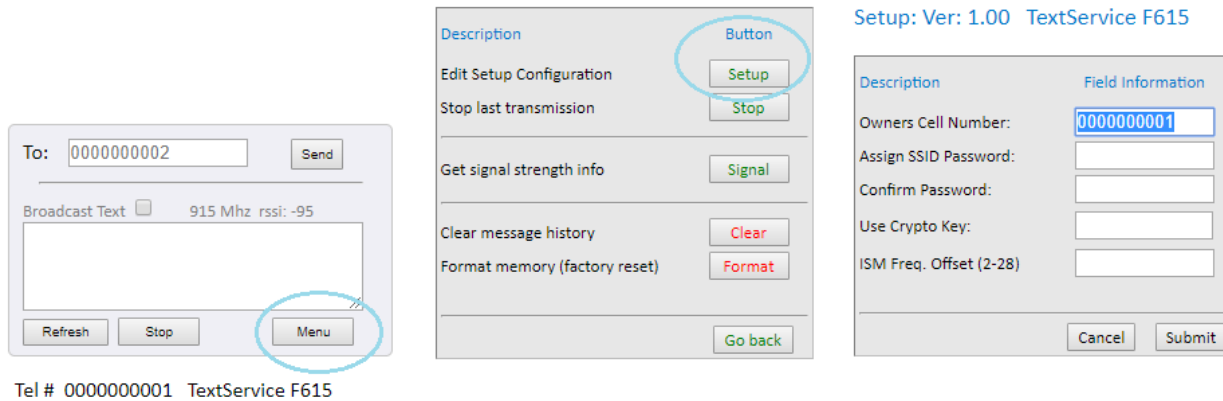 To: 0000000002 Send
Broadcast Text 915 Mhz rssi: -95
Refresh Stop Menu
Tel # 0000000001 TextService F615
Description Button
Edit Setup Configuration Setup
Stop last transmission Stop
Get signal strength info Signal
Clear message history Clear
Format memory (factory reset) Format
Go back
Setup: Ver: 1.00 TextService F615
Description Field Information
Owners Cell Number: 0000000001
Assign SSID Password:
Confirm Password:
Use Crypto Key:
ISM Freq. Offset (2-28)
Cancel Submit